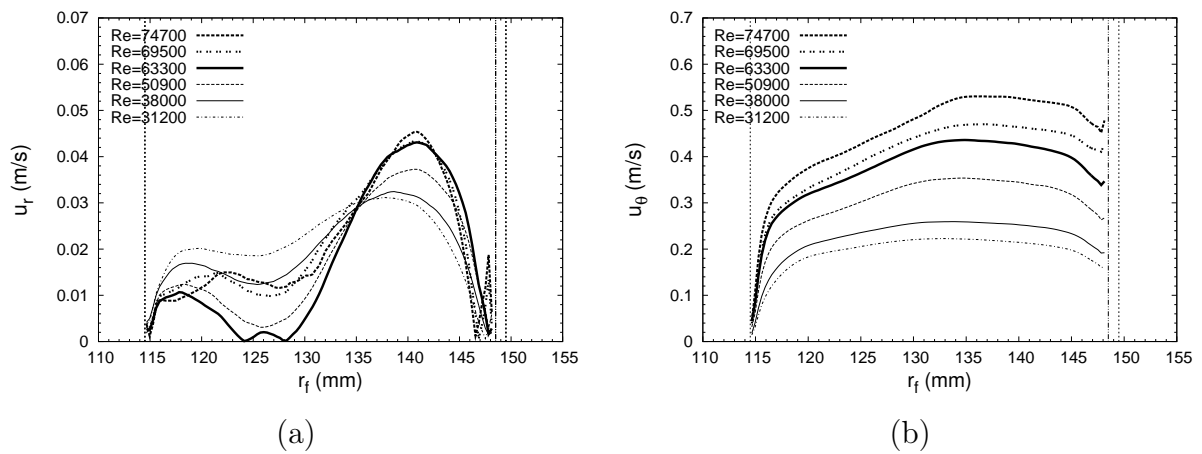 0.07
0.06
0.05
0.04
0.03
0.02
0.01
0
u_r (m/s)
Re=74700
Re=69500
Re=63300
Re=50900
Re=38000
Re=31200
110 115 120 125 130 135 140 145 150 155
r_f (mm)
(a)
0.7
0.6
0.5
0.4
0.3
0.2
0.1
0
u_θ (m/s)
Re=74700
Re=69500
Re=63300
Re=50900
Re=38000
Re=31200
110 115 120 125 130 135 140 145 150 155
r_f (mm)
(b)